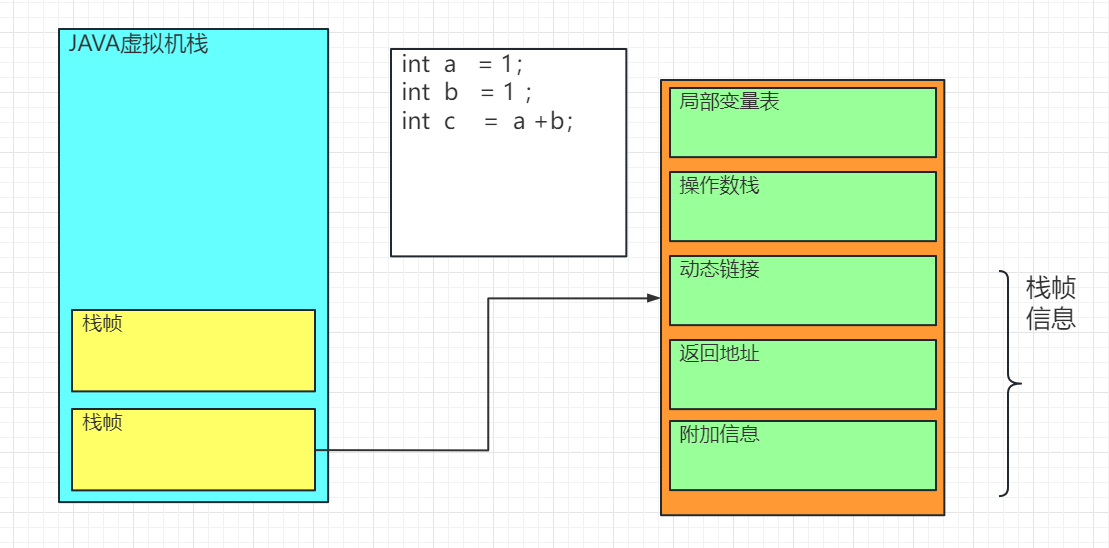 JAVA虚拟机栈
栈帧
栈帧
int a = 1;
int b = 1 ;
int c = a +b;
局部变量表
操作数栈
动态链接
返回地址
附加信息
栈帧
信息